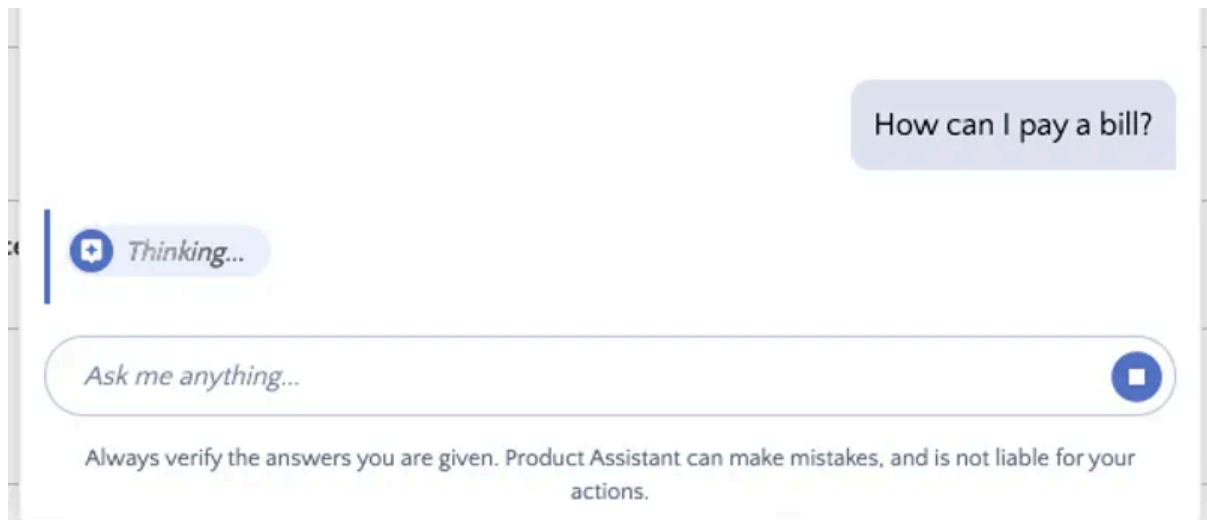 How can I pay a bill?
Thinking...
Ask me anything...
Always verify the answers you are given. Product Assistant can make mistakes, and is not liable for your
actions.